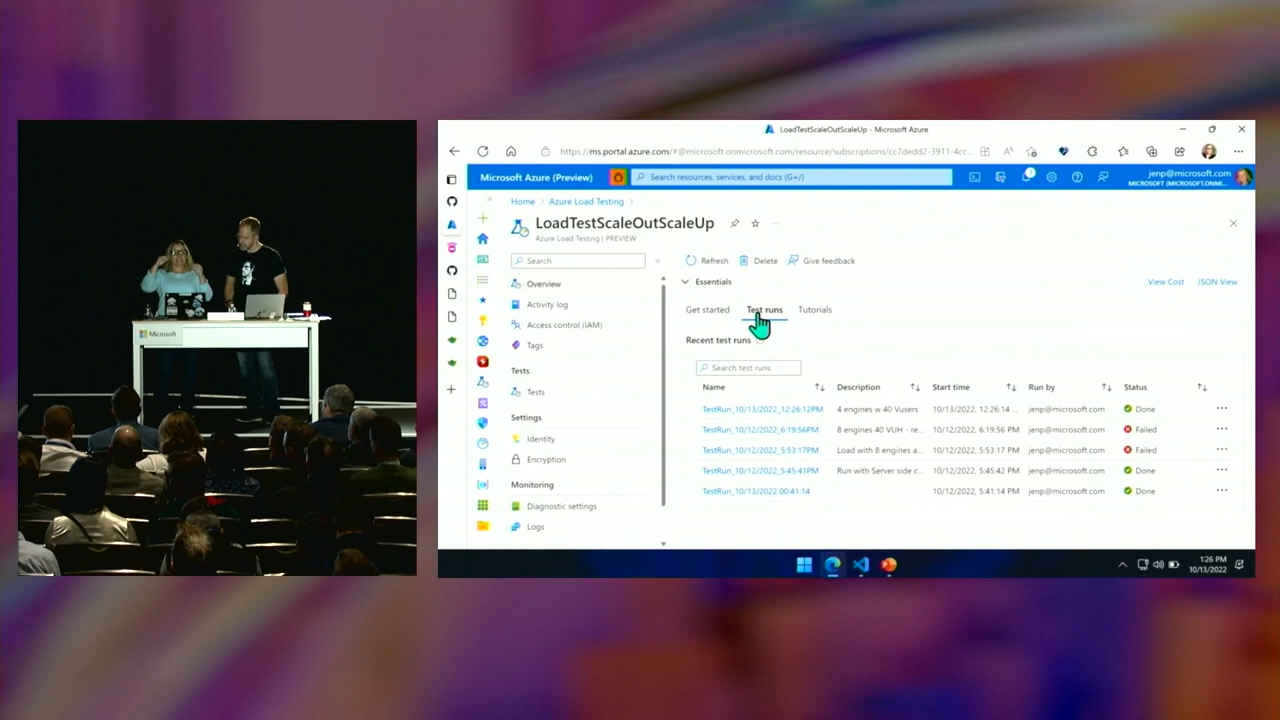 Microsoft
LoadTestScaleOutScaleUp - Microsoft Azure
https://ms.portal.azure.com/#@microsoft.onmicrosoft.com/resource/subscriptions/cc7dedd2-3911-4cc...
Microsoft Azure (Preview)
Search resources, services, and docs (G+/)
1
jenp@microsoft.com
MICROSOFT (MICROSOFT.ONMI...
Home > Azure Load Testing >
LoadTestScaleOutScaleUp
Azure Load Testing | PREVIEW
Search
Overview
Activity log
Access control (IAM)
Tags
Tests
Tests
Settings
Identity
Encryption
Monitoring
Diagnostic settings
Logs
Refresh Delete Give feedback
Essentials
View Cost JSON View
Get started Test runs Tutorials
Recent test runs
Search test runs
Name Description Start time Run by Status
TestRun_10/13/2022_12:26:12PM 4 engines w 40 Vusers 10/13/2022, 12:26:14 ... jenp@microsoft.com Done ...
TestRun_10/12/2022_6:19:56PM 8 engines 40 VUH - re... 10/12/2022, 6:19:56 PM jenp@microsoft.com Failed ...
TestRun_10/12/2022_5:53:17PM Load with 8 engines a... 10/12/2022, 5:53:17 PM jenp@microsoft.com Failed ...
TestRun_10/12/2022_5:45:41PM Run with Server side c... 10/12/2022, 5:45:42 PM jenp@microsoft.com Done ...
TestRun_10/13/2022 00:41:14 10/12/2022, 5:41:14 PM jenp@microsoft.com Done ...
1:26 PM
10/13/2022